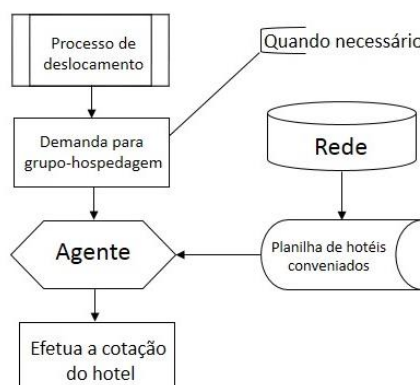 Processo de
deslocamento
Quando necessário
Demanda para
grupo-hospedagem
Rede
Agente
Planilha de hotéis
conveniados
Efetua a cotação
do hotel